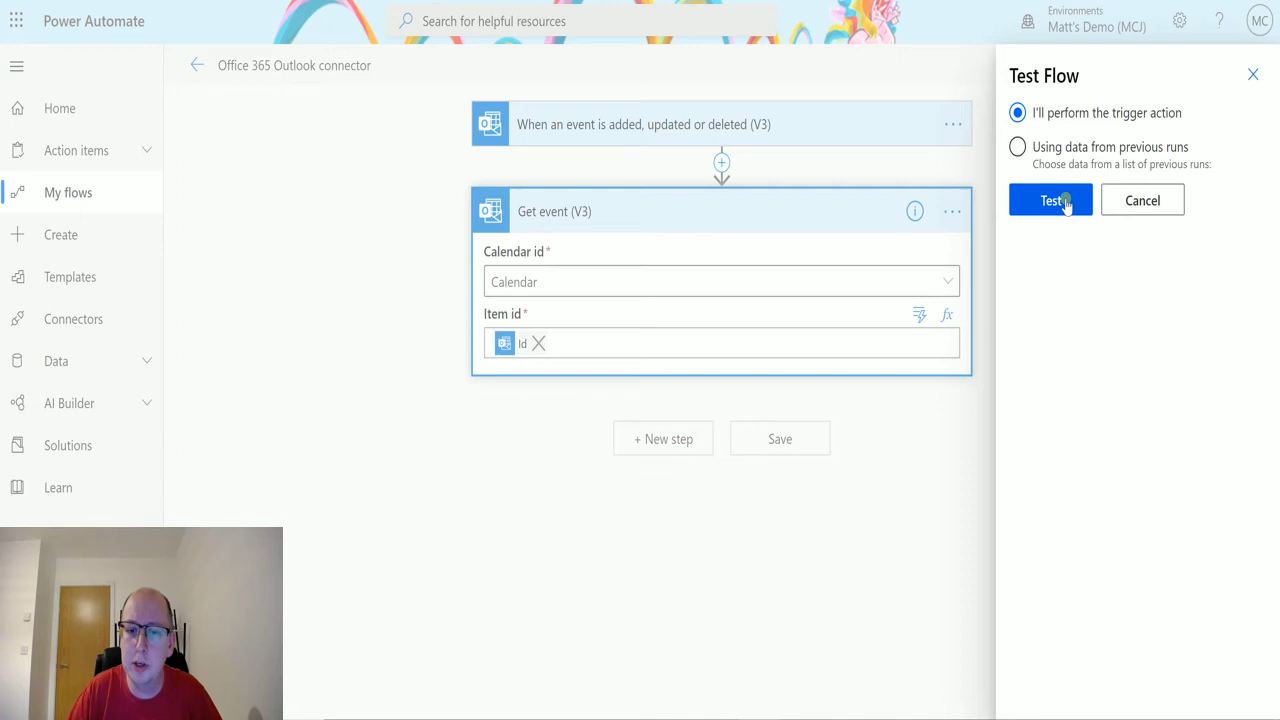 Power Automate
Search for helpful resources
Environments
Matt's Demo (MCJ)
MC
Office 365 Outlook connector
Home
Action items
My flows
Create
Templates
Connectors
Data
AI Builder
Solutions
Learn
When an event is added, updated or deleted (V3)
Get event (V3)
Calendar id *
Calendar
Item id *
fx
Id
+ New step
Save
Test Flow
I'll perform the trigger action
Using data from previous runs
Choose data from a list of previous runs:
Test
Cancel